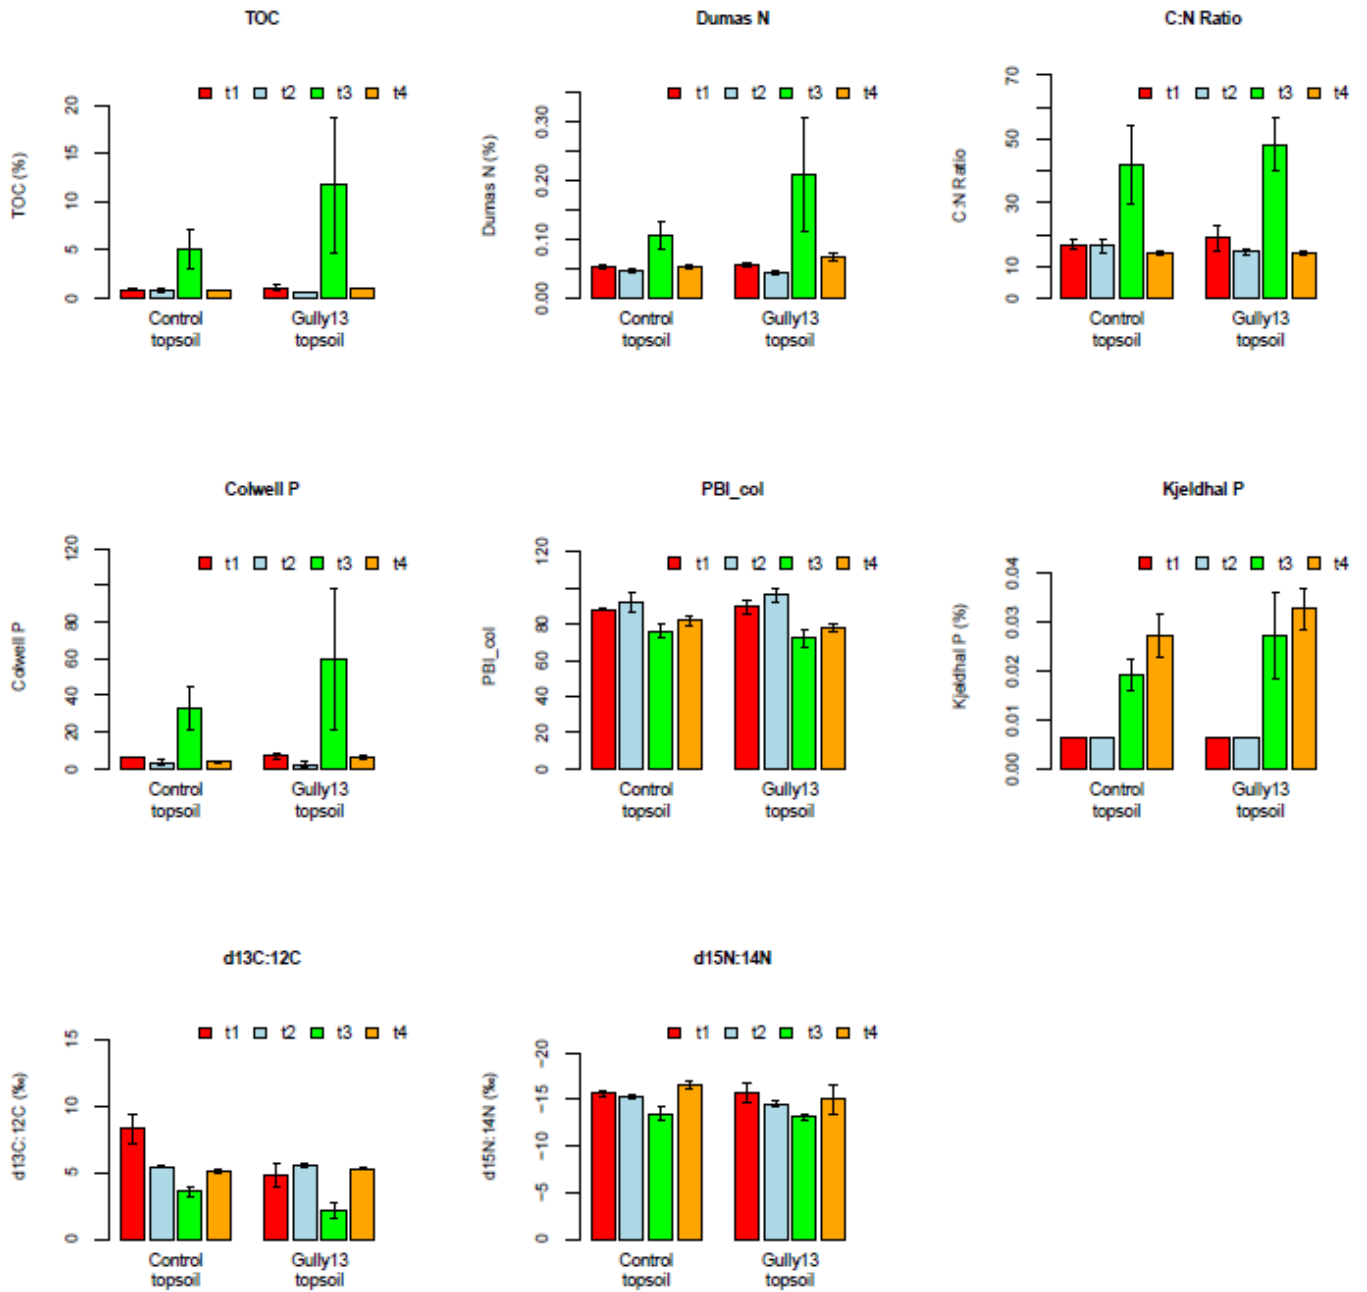 TOC
t1 t2 t3 t4
TOC (%)
20
15
10
5
0
Control
topsoil
Gully13
topsoil
Dumas N
t1 t2 t3 t4
Dumas N (%)
0.30
0.20
0.10
0.00
Control
topsoil
Gully13
topsoil
C:N Ratio
t1 t2 t3 t4
C:N Ratio
70
50
30
10
0
Control
topsoil
Gully13
topsoil
Colwell P
t1 t2 t3 t4
Colwell P
120
80
60
40
20
0
Control
topsoil
Gully13
topsoil
PBI_col
t1 t2 t3 t4
PBI_col
120
80
60
40
20
0
Control
topsoil
Gully13
topsoil
Kjeldhal P
t1 t2 t3 t4
Kjeldhal P (%)
0.04
0.03
0.02
0.01
0.00
Control
topsoil
Gully13
topsoil
d13C:12C
t1 t2 t3 t4
d13C:12C (‰)
15
10
5
0
Control
topsoil
Gully13
topsoil
d15N:14N
t1 t2 t3 t4
d15N:14N (‰)
−20
−15
−10
−5
0
Control
topsoil
Gully13
topsoil